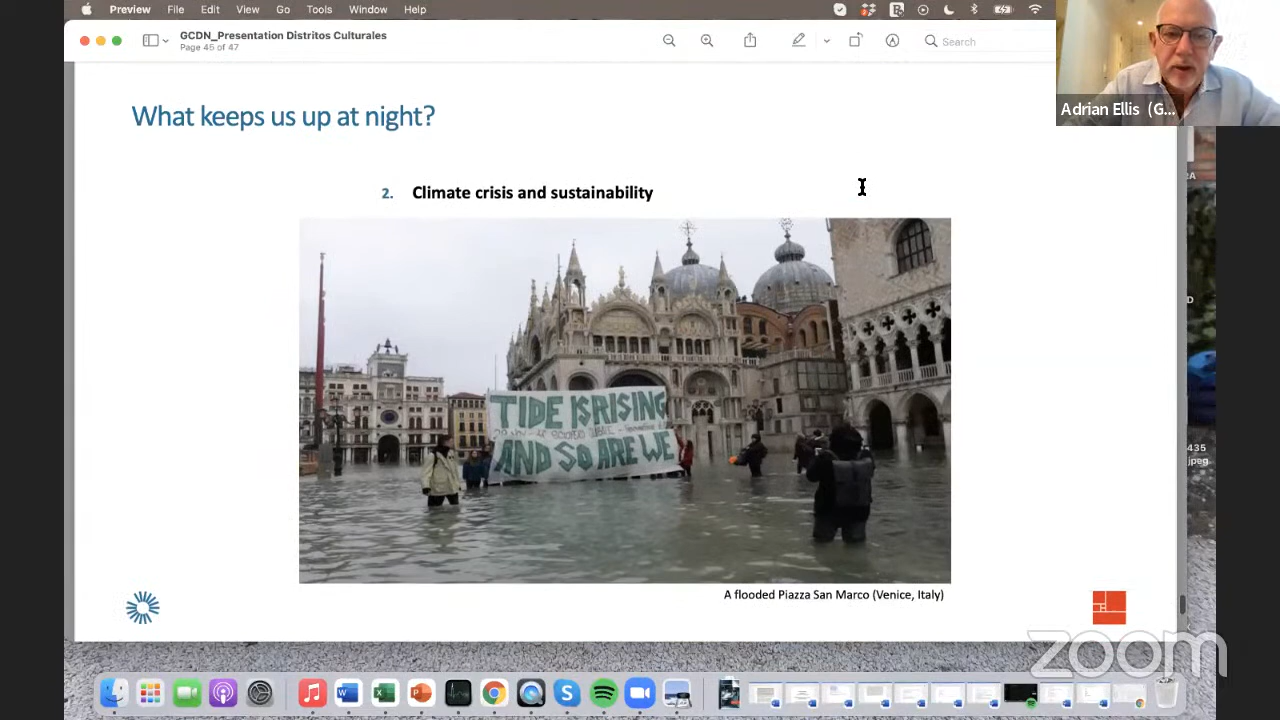 Preview File Edit View Go Tools Window Help
GCDN_Presentation Distritos Culturales
Page 45 of 47
Search
Adrian Ellis (G...
What keeps us up at night?
2. Climate crisis and sustainability
TIDE IS RISING
AND SO ARE WE
A flooded Piazza San Marco (Venice, Italy)
435
jpeg
zoom